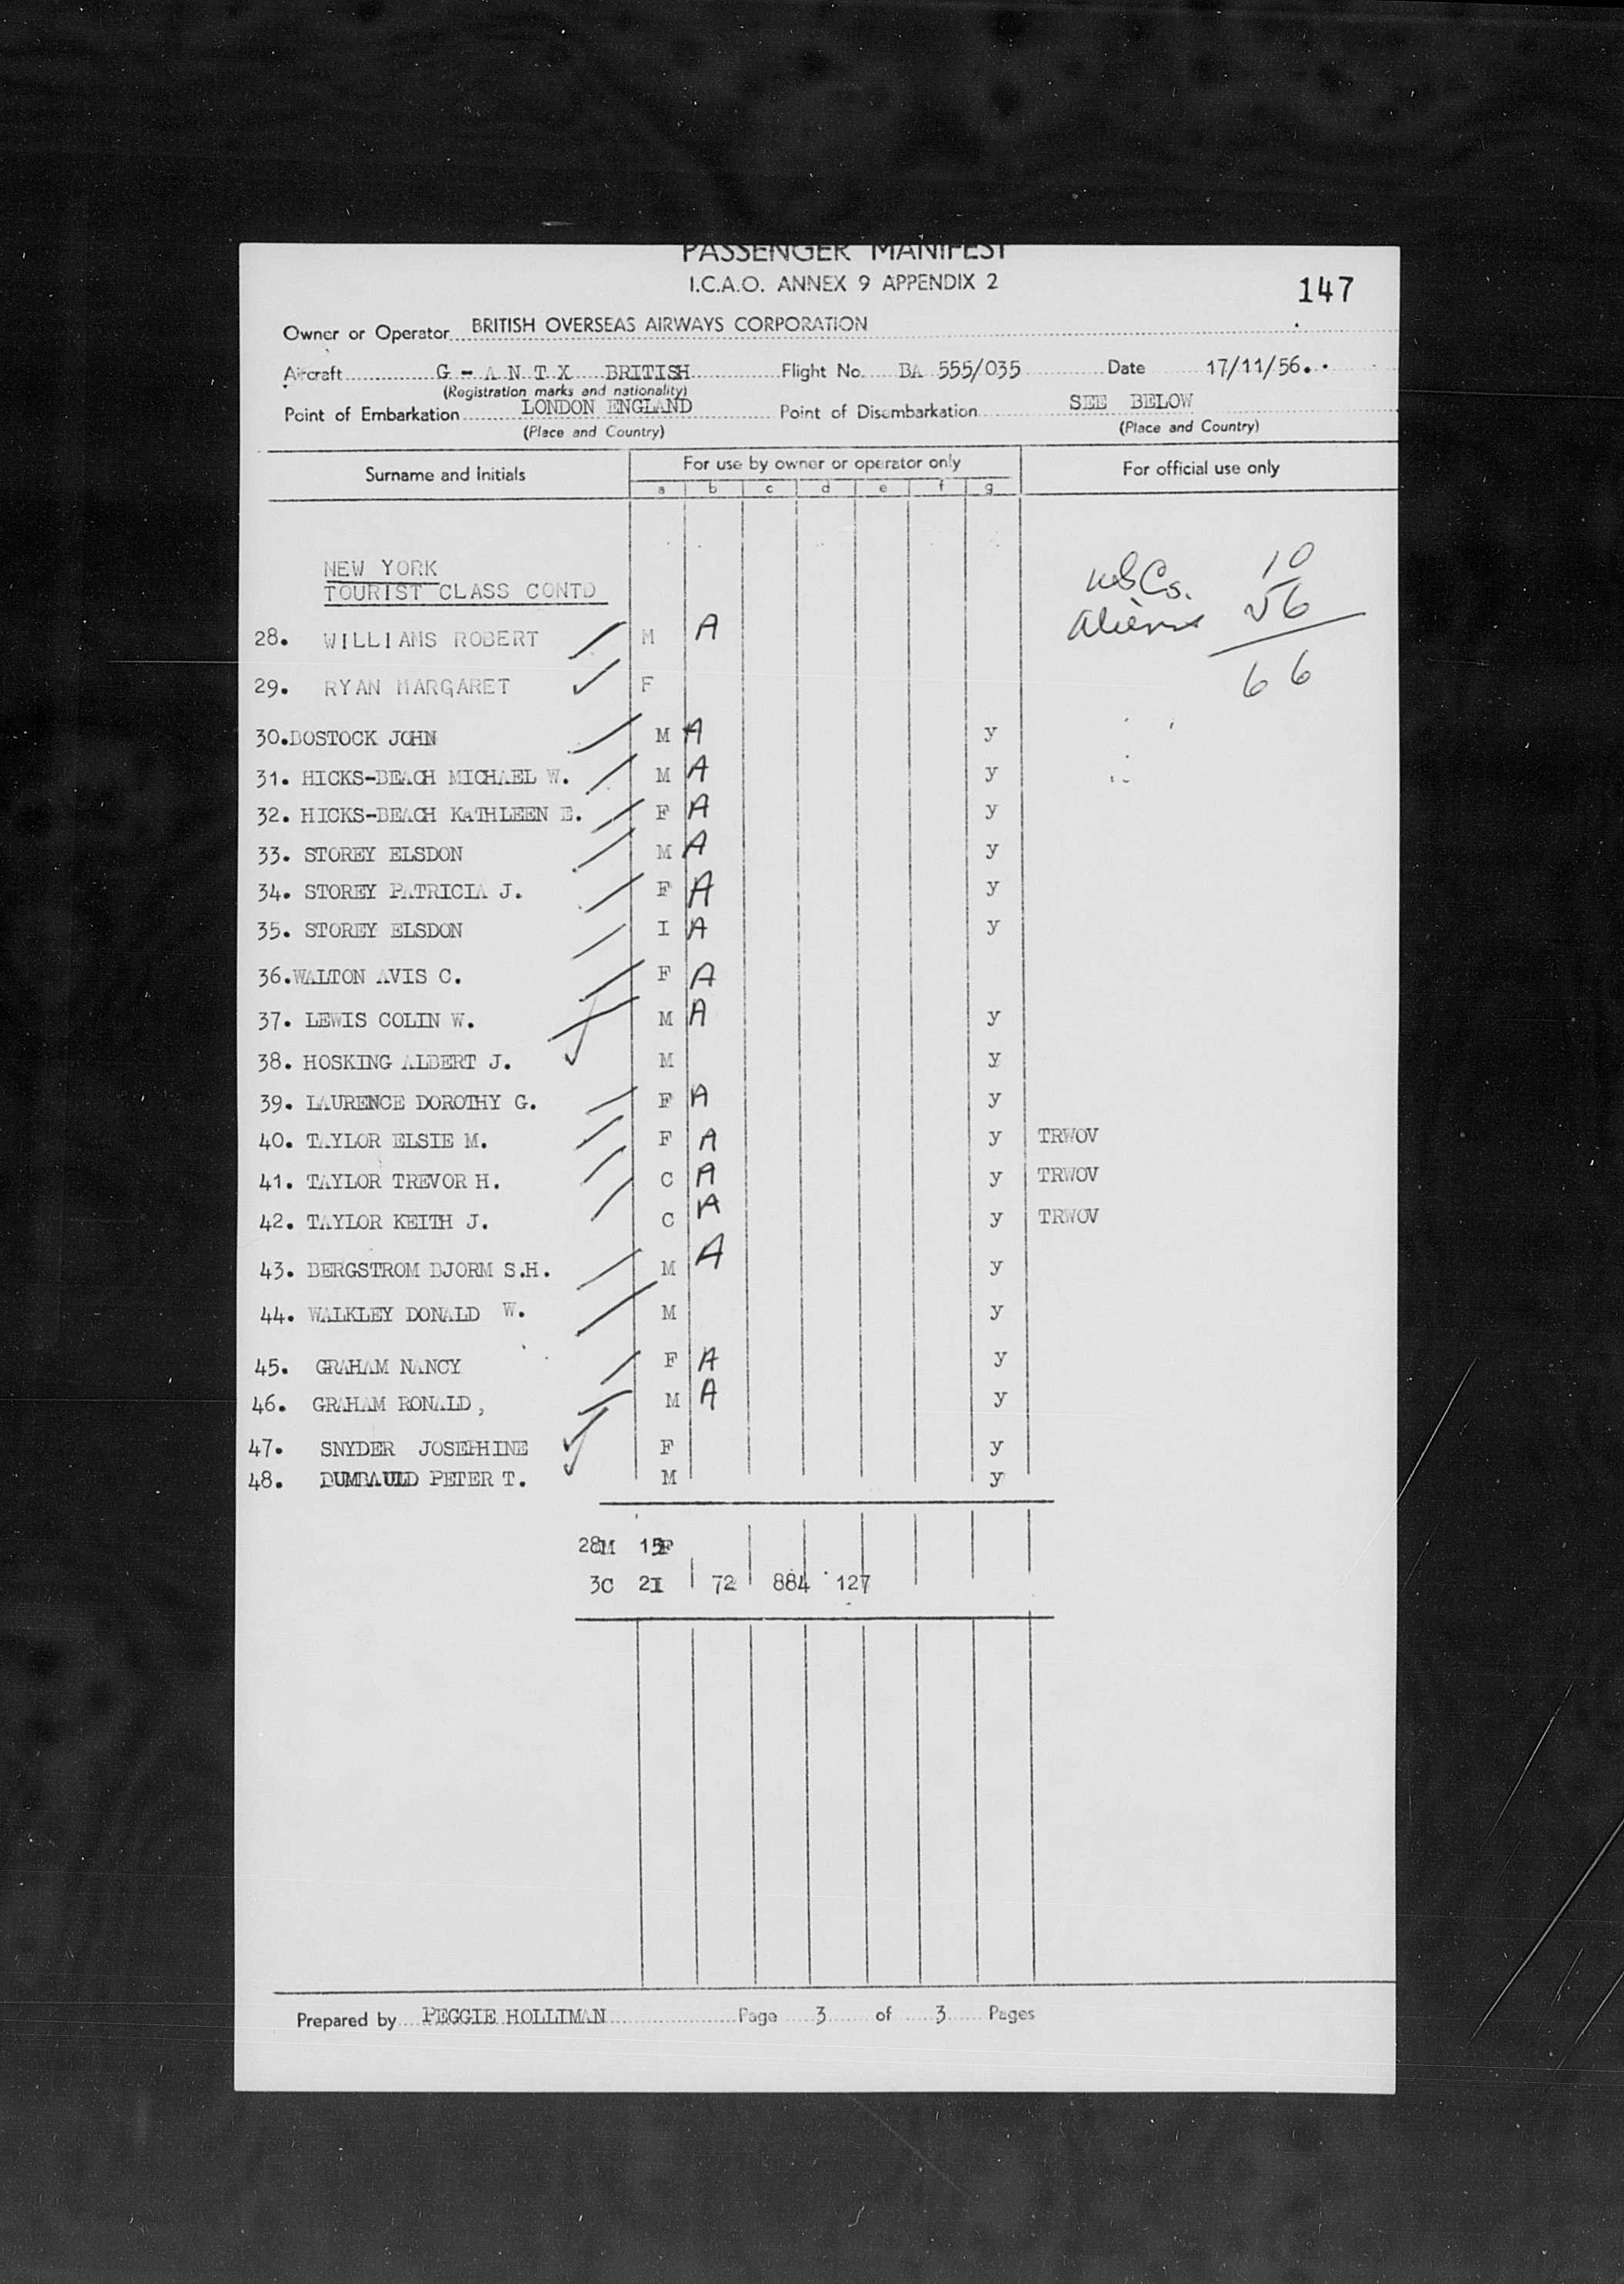 PASSENGER MANIFEST
I.C.A.O. ANNEX 9 APPENDIX 2
147
Owner or Operator BRITISH OVERSEAS AIRWAYS CORPORATION
Aircraft G - A N T X BRITISH Flight No. BA 555/035 Date 17/11/56.
(Registration marks and nationality)
Point of Embarkation LONDON ENGLAND Point of Disembarkation SEE BELOW
(Place and Country) (Place and Country)
Surname and Initials For use by owner or operator only For official use only
a b c d e f g
NEW YORK
TOURIST CLASS CONTD
USCs. 10
Aliens 56
66
28. WILLIAMS ROBERT M A
29. RYAN MARGARET F
30.BOSTOCK JOHN M A y
31. HICKS-BEACH MICHAEL W. M A y
32. HICKS-BEACH KATHLEEN E. F A y
33. STOREY ELSDON M A y
34. STOREY PATRICIA J. F A y
35. STOREY ELSDON I A y
36.WALTON AVIS C. F A
37. LEWIS COLIN W. M A y
38. HOSKING ALBERT J. M y
39. LAURENCE DOROTHY G. F A y
40. TAYLOR ELSIE M. F A y TRWOV
41. TAYLOR TREVOR H. C A y TRWOV
42. TAYLOR KEITH J. C A y TRWOV
43. BERGSTROM BJORM S.H. M A y
44. WALKLEY DONALD W. M y
45. GRAHAM NANCY F A y
46. GRAHAM RONALD, M A y
47. SNYDER JOSEPHINE F y
48. DUMBAULD PETER T. M y
28M 15F
3C 2I 72 884 127
Prepared by PEGGIE HOLLIMAN Page 3 of 3 Pages